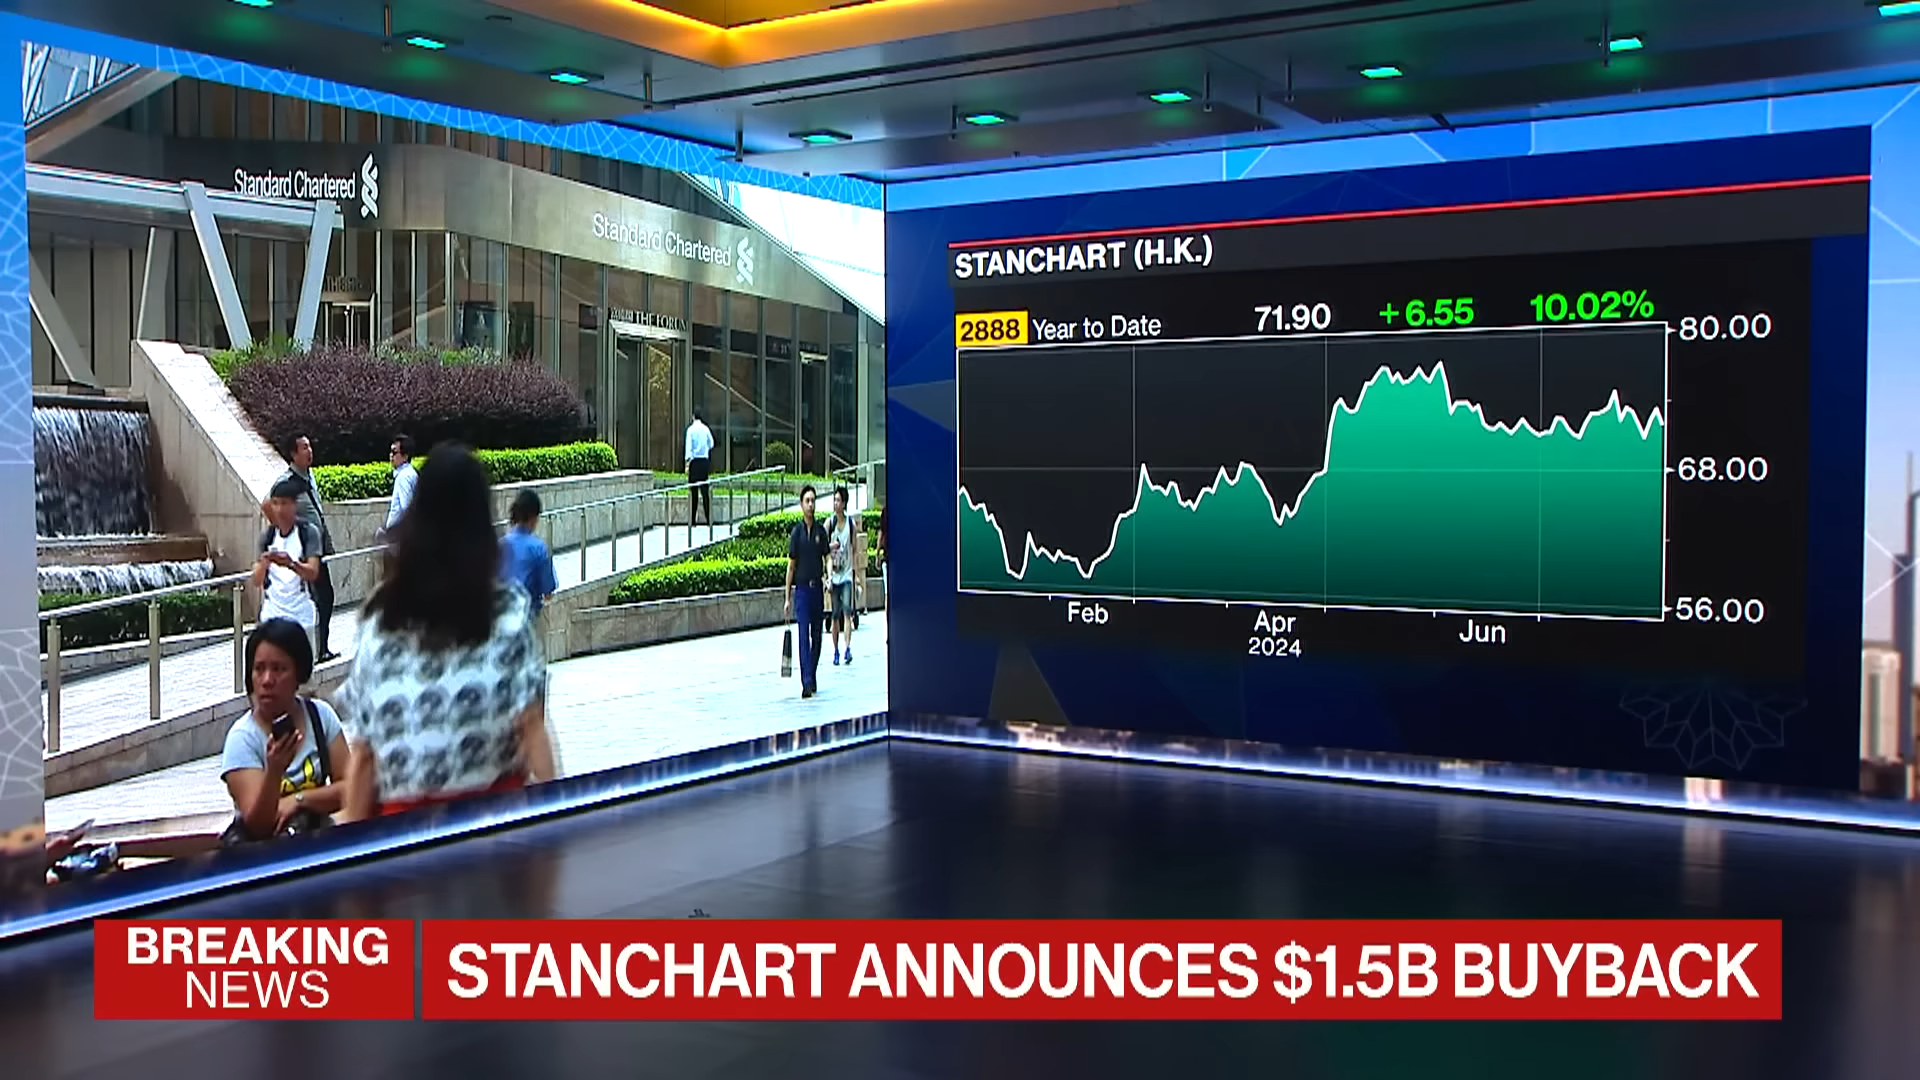 Standard Chartered
Standard Chartered
THE FORUM
STANCHART (H.K.)
2888 Year to Date 71.90 +6.55 10.02%
80.00
68.00
56.00
Feb Apr Jun
2024
BREAKING
NEWS
STANCHART ANNOUNCES $1.5B BUYBACK